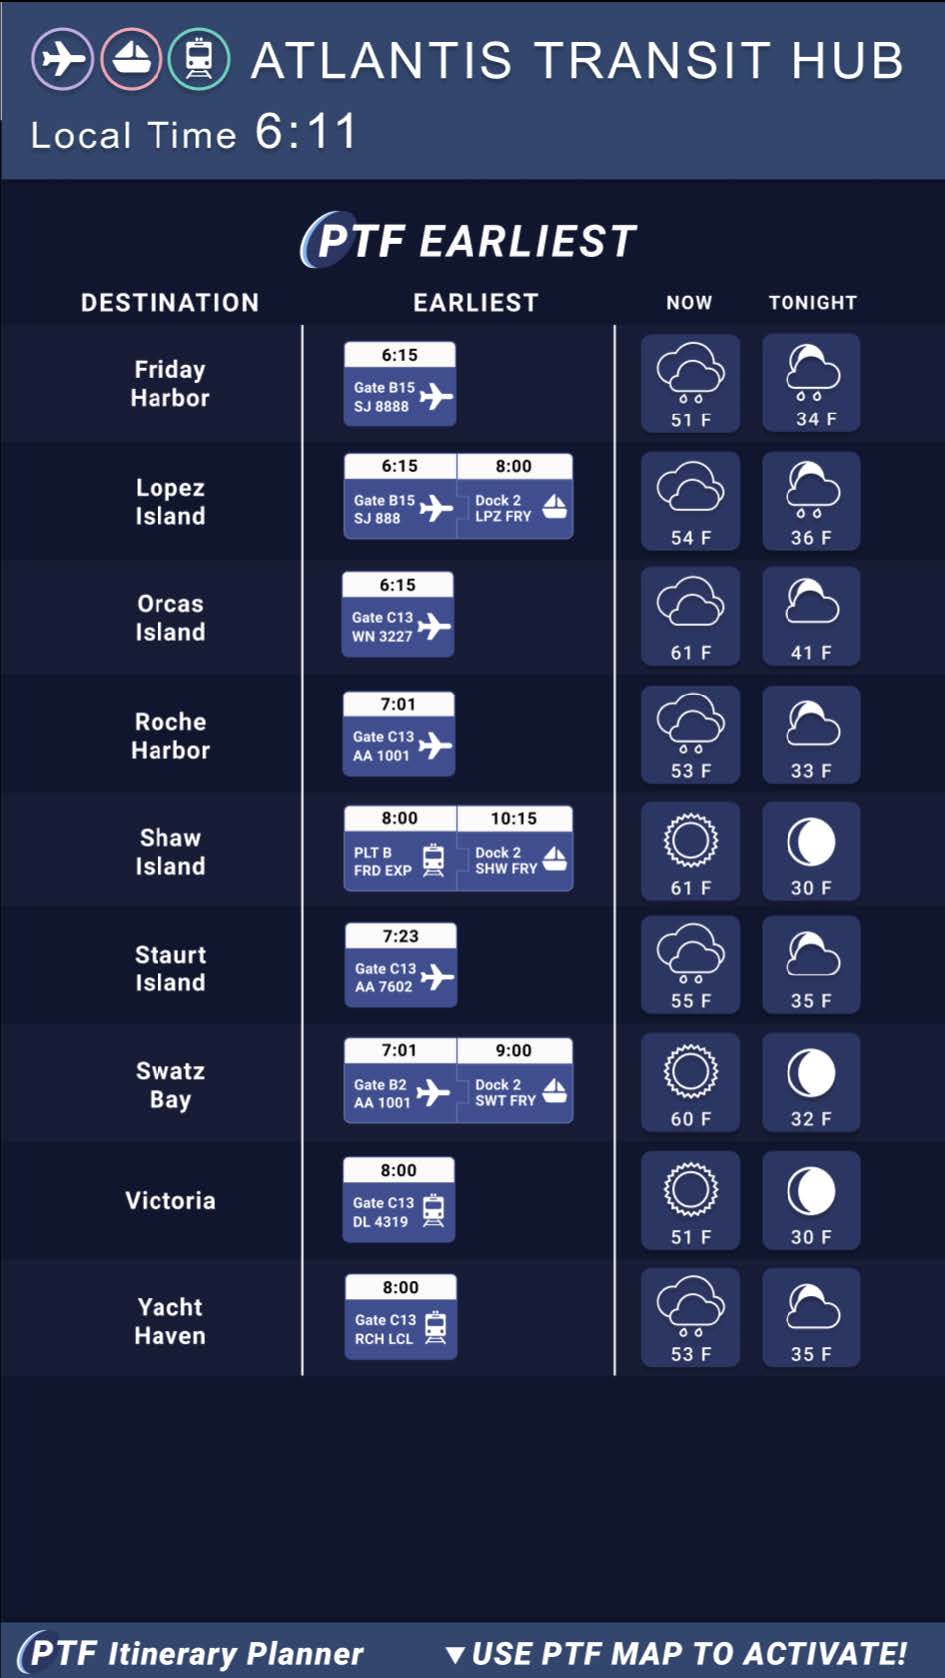 ATLANTIS TRANSIT HUB
Local Time 6:11
PTF EARLIEST
DESTINATION EARLIEST NOW TONIGHT
Friday
Harbor
6:15
Gate B15
SJ 8888
51 F 34 F
Lopez
Island
6:15 8:00
Gate B15 Dock 2
SJ 888 LPZ FRY
54 F 36 F
Orcas
Island
6:15
Gate C13
WN 3227
61 F 41 F
Roche
Harbor
7:01
Gate C13
AA 1001
53 F 33 F
Shaw
Island
8:00 10:15
PLT B Dock 2
FRD EXP SHW FRY
61 F 30 F
Staurt
Island
7:23
Gate C13
AA 7602
55 F 35 F
Swatz
Bay
7:01 9:00
Gate B2 Dock 2
AA 1001 SWT FRY
60 F 32 F
Victoria
8:00
Gate C13
DL 4319
51 F 30 F
Yacht
Haven
8:00
Gate C13
RCH LCL
53 F 35 F
PTF Itinerary Planner ▼USE PTF MAP TO ACTIVATE!